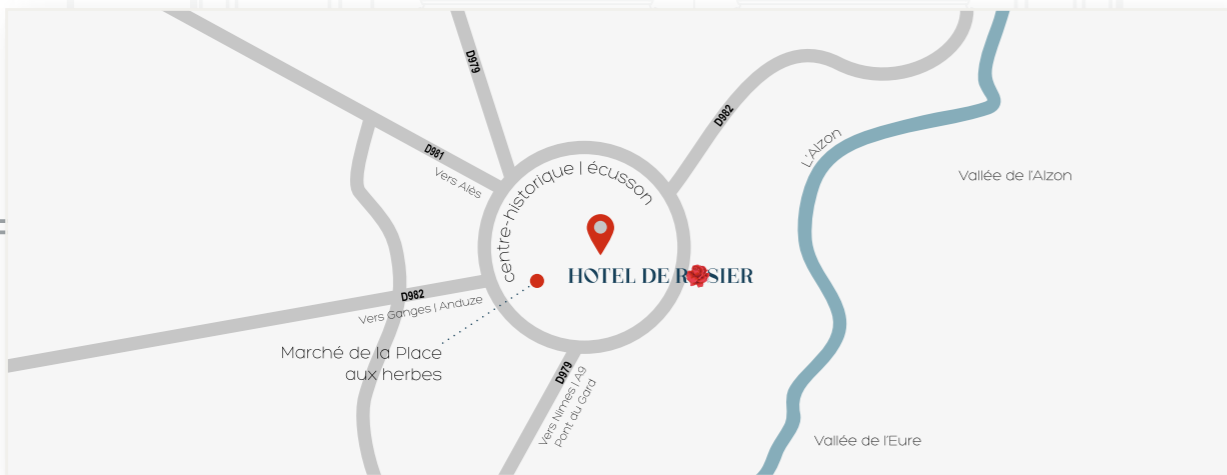 D979
D982
D981
Vers Alès
L'Alzon
Vallée de l'Alzon
centre-historique | écusson
HOTEL DE ROSIER
D982
Vers Ganges | Anduze
Marché de la Place
aux herbes
D979
Vers Nimes | A9
Pont du Gard
Vallée de l'Eure